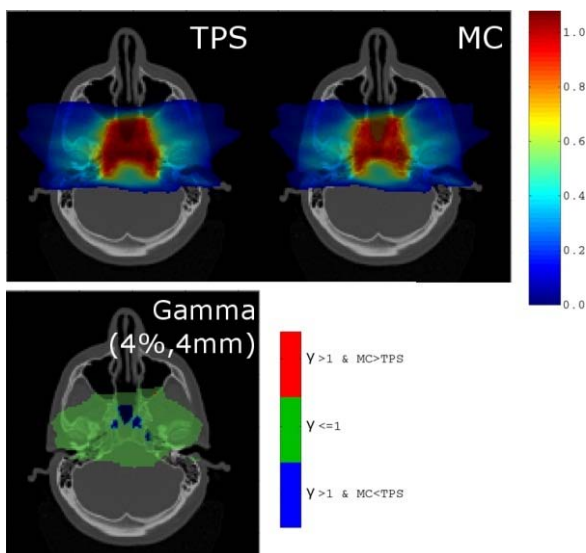 TPS
MC
1.0
0.8
0.6
0.4
0.2
0.0
Gamma
(4%,4mm)
γ >1 & MC>TPS
γ <=1
γ >1 & MC<TPS